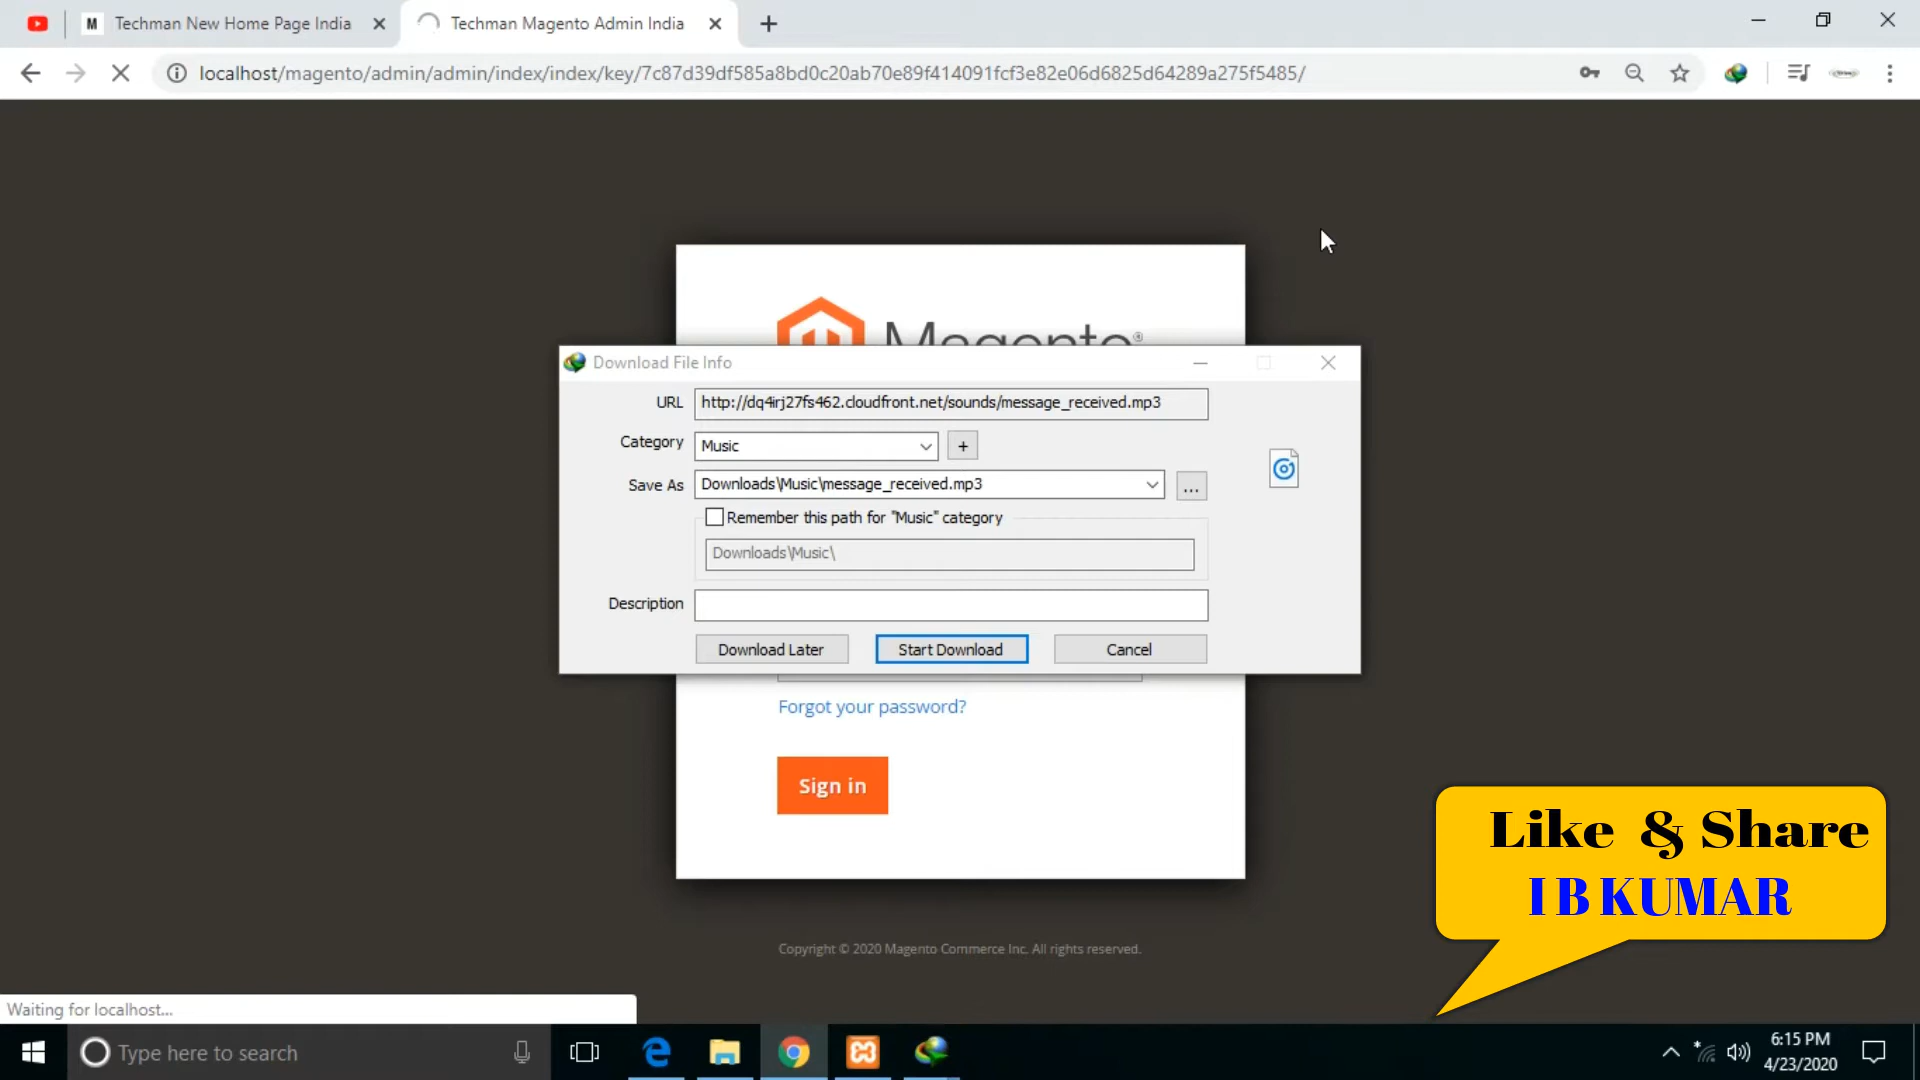 M Techman New Home Page India
Techman Magento Admin India
localhost/magento/admin/admin/index/index/key/7c87d39df585a8bd0c20ab70e89f414091fcf3e82e06d6825d64289a275f5485/
Magento®
Download File Info
URL http://dq4irj27fs462.cloudfront.net/sounds/message_received.mp3
Category Music +
Save As Downloads\Music\message_received.mp3 ...
Remember this path for "Music" category
Downloads\Music\
Description
Download Later Start Download Cancel
Forgot your password?
Sign in
Like & Share
I B KUMAR
Copyright © 2020 Magento Commerce Inc. All rights reserved.
Waiting for localhost...
Type here to search
6:15 PM
4/23/2020